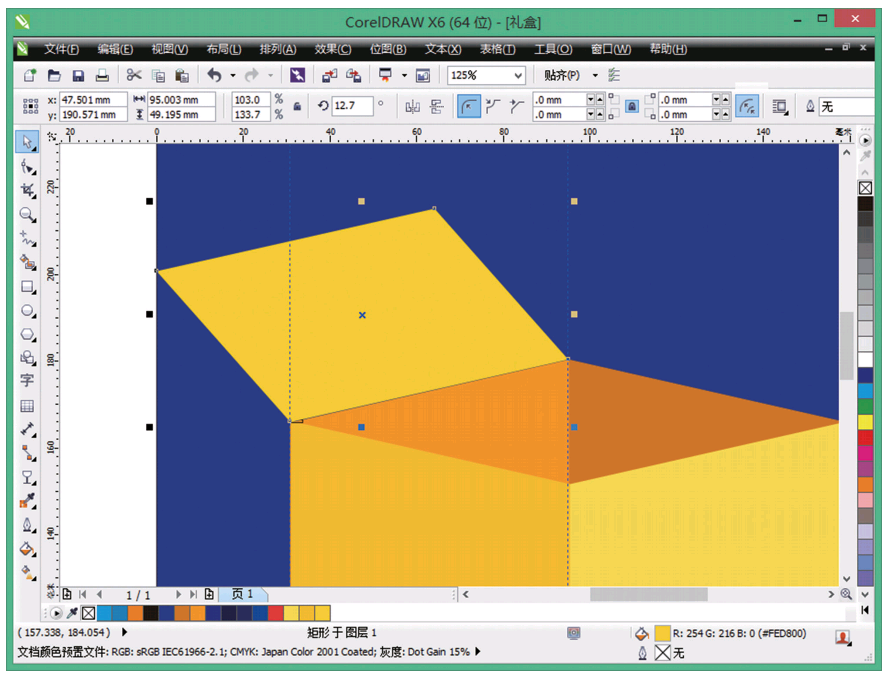 CorelDRAW X6 (64 位) - [礼盒]
文件(F) 编辑(E) 视图(V) 布局(L) 排列(A) 效果(C) 位图(B) 文本(X) 表格(T) 工具(O) 窗口(W) 帮助(H)
125% 贴齐(P)
x: 47.501 mm 95.003 mm 103.0 % 12.7 ° .0 mm .0 mm 无
y: 190.571 mm 49.195 mm 133.7 % .0 mm .0 mm
20 0 20 40 60 80 100 120 140 毫米
220
200
180
160
140
毫米
字
1 / 1 页 1
( 157.338, 184.054) 矩形 于 图层 1 R: 254 G: 216 B: 0 (#FED800)
文档颜色预置文件: RGB: sRGB IEC61966-2.1; CMYK: Japan Color 2001 Coated; 灰度: Dot Gain 15% 无